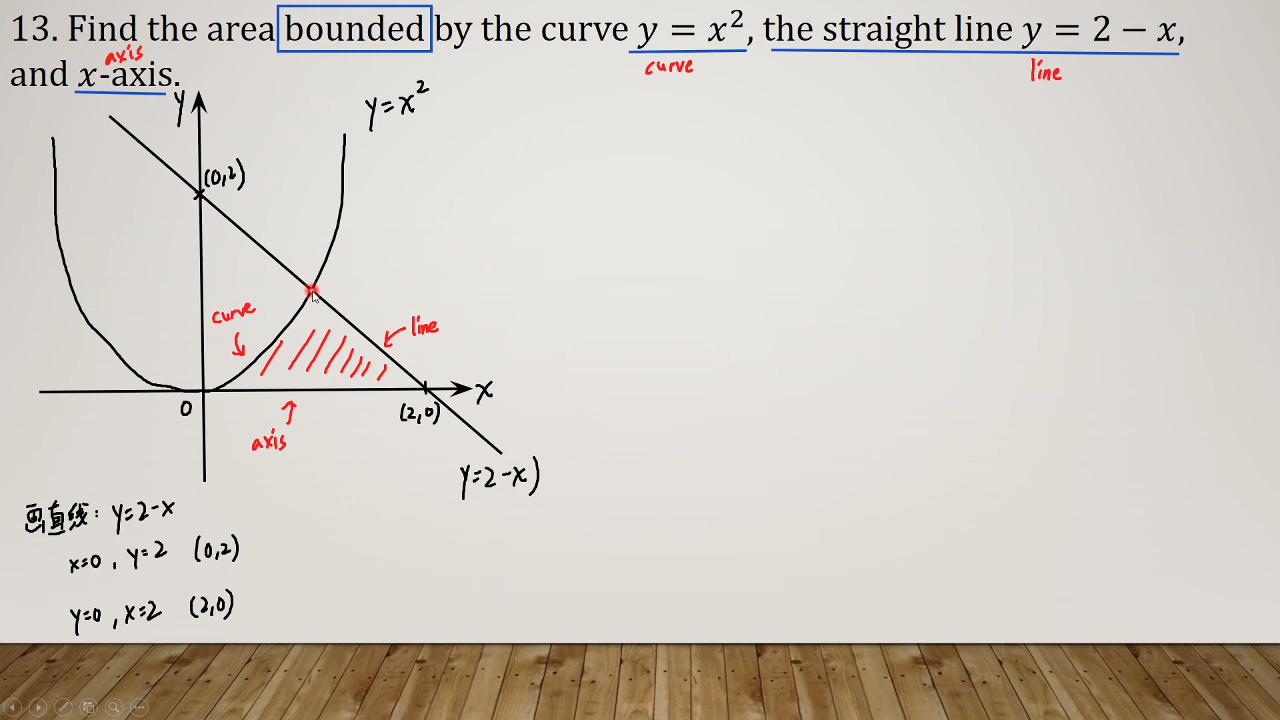 13. Find the area bounded by the curve y = x², the straight line y = 2 − x,
axis
curve
line
and x-axis.
y
y=x²
(0,2)
curve
line
0
(2,0)
x
axis
y=2-x)
画直线: y=2-x
x=0, y=2 (0,2)
y=0, x=2 (2,0)